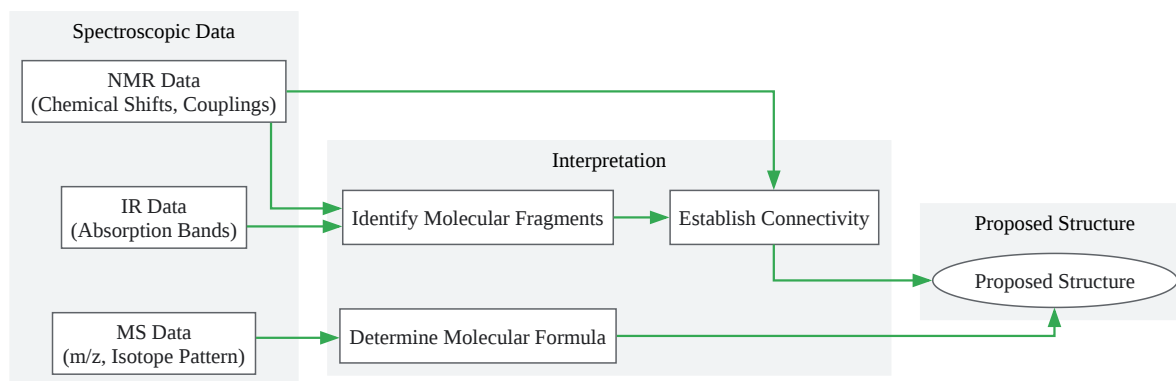 Spectroscopic Data
NMR Data
(Chemical Shifts, Couplings)
IR Data
(Absorption Bands)
MS Data
(m/z, Isotope Pattern)
Interpretation
Identify Molecular Fragments
Establish Connectivity
Determine Molecular Formula
Proposed Structure
Proposed Structure